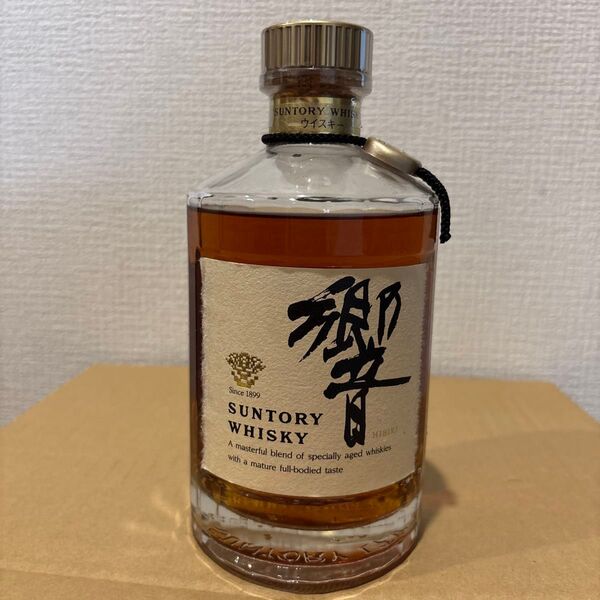 SUNTORY WHISKY
ウイスキー
響
Since 1899
SUNTORY
WHISKY
HIBIKI
A masterful blend of specially aged whiskies
with a mature full-bodied taste